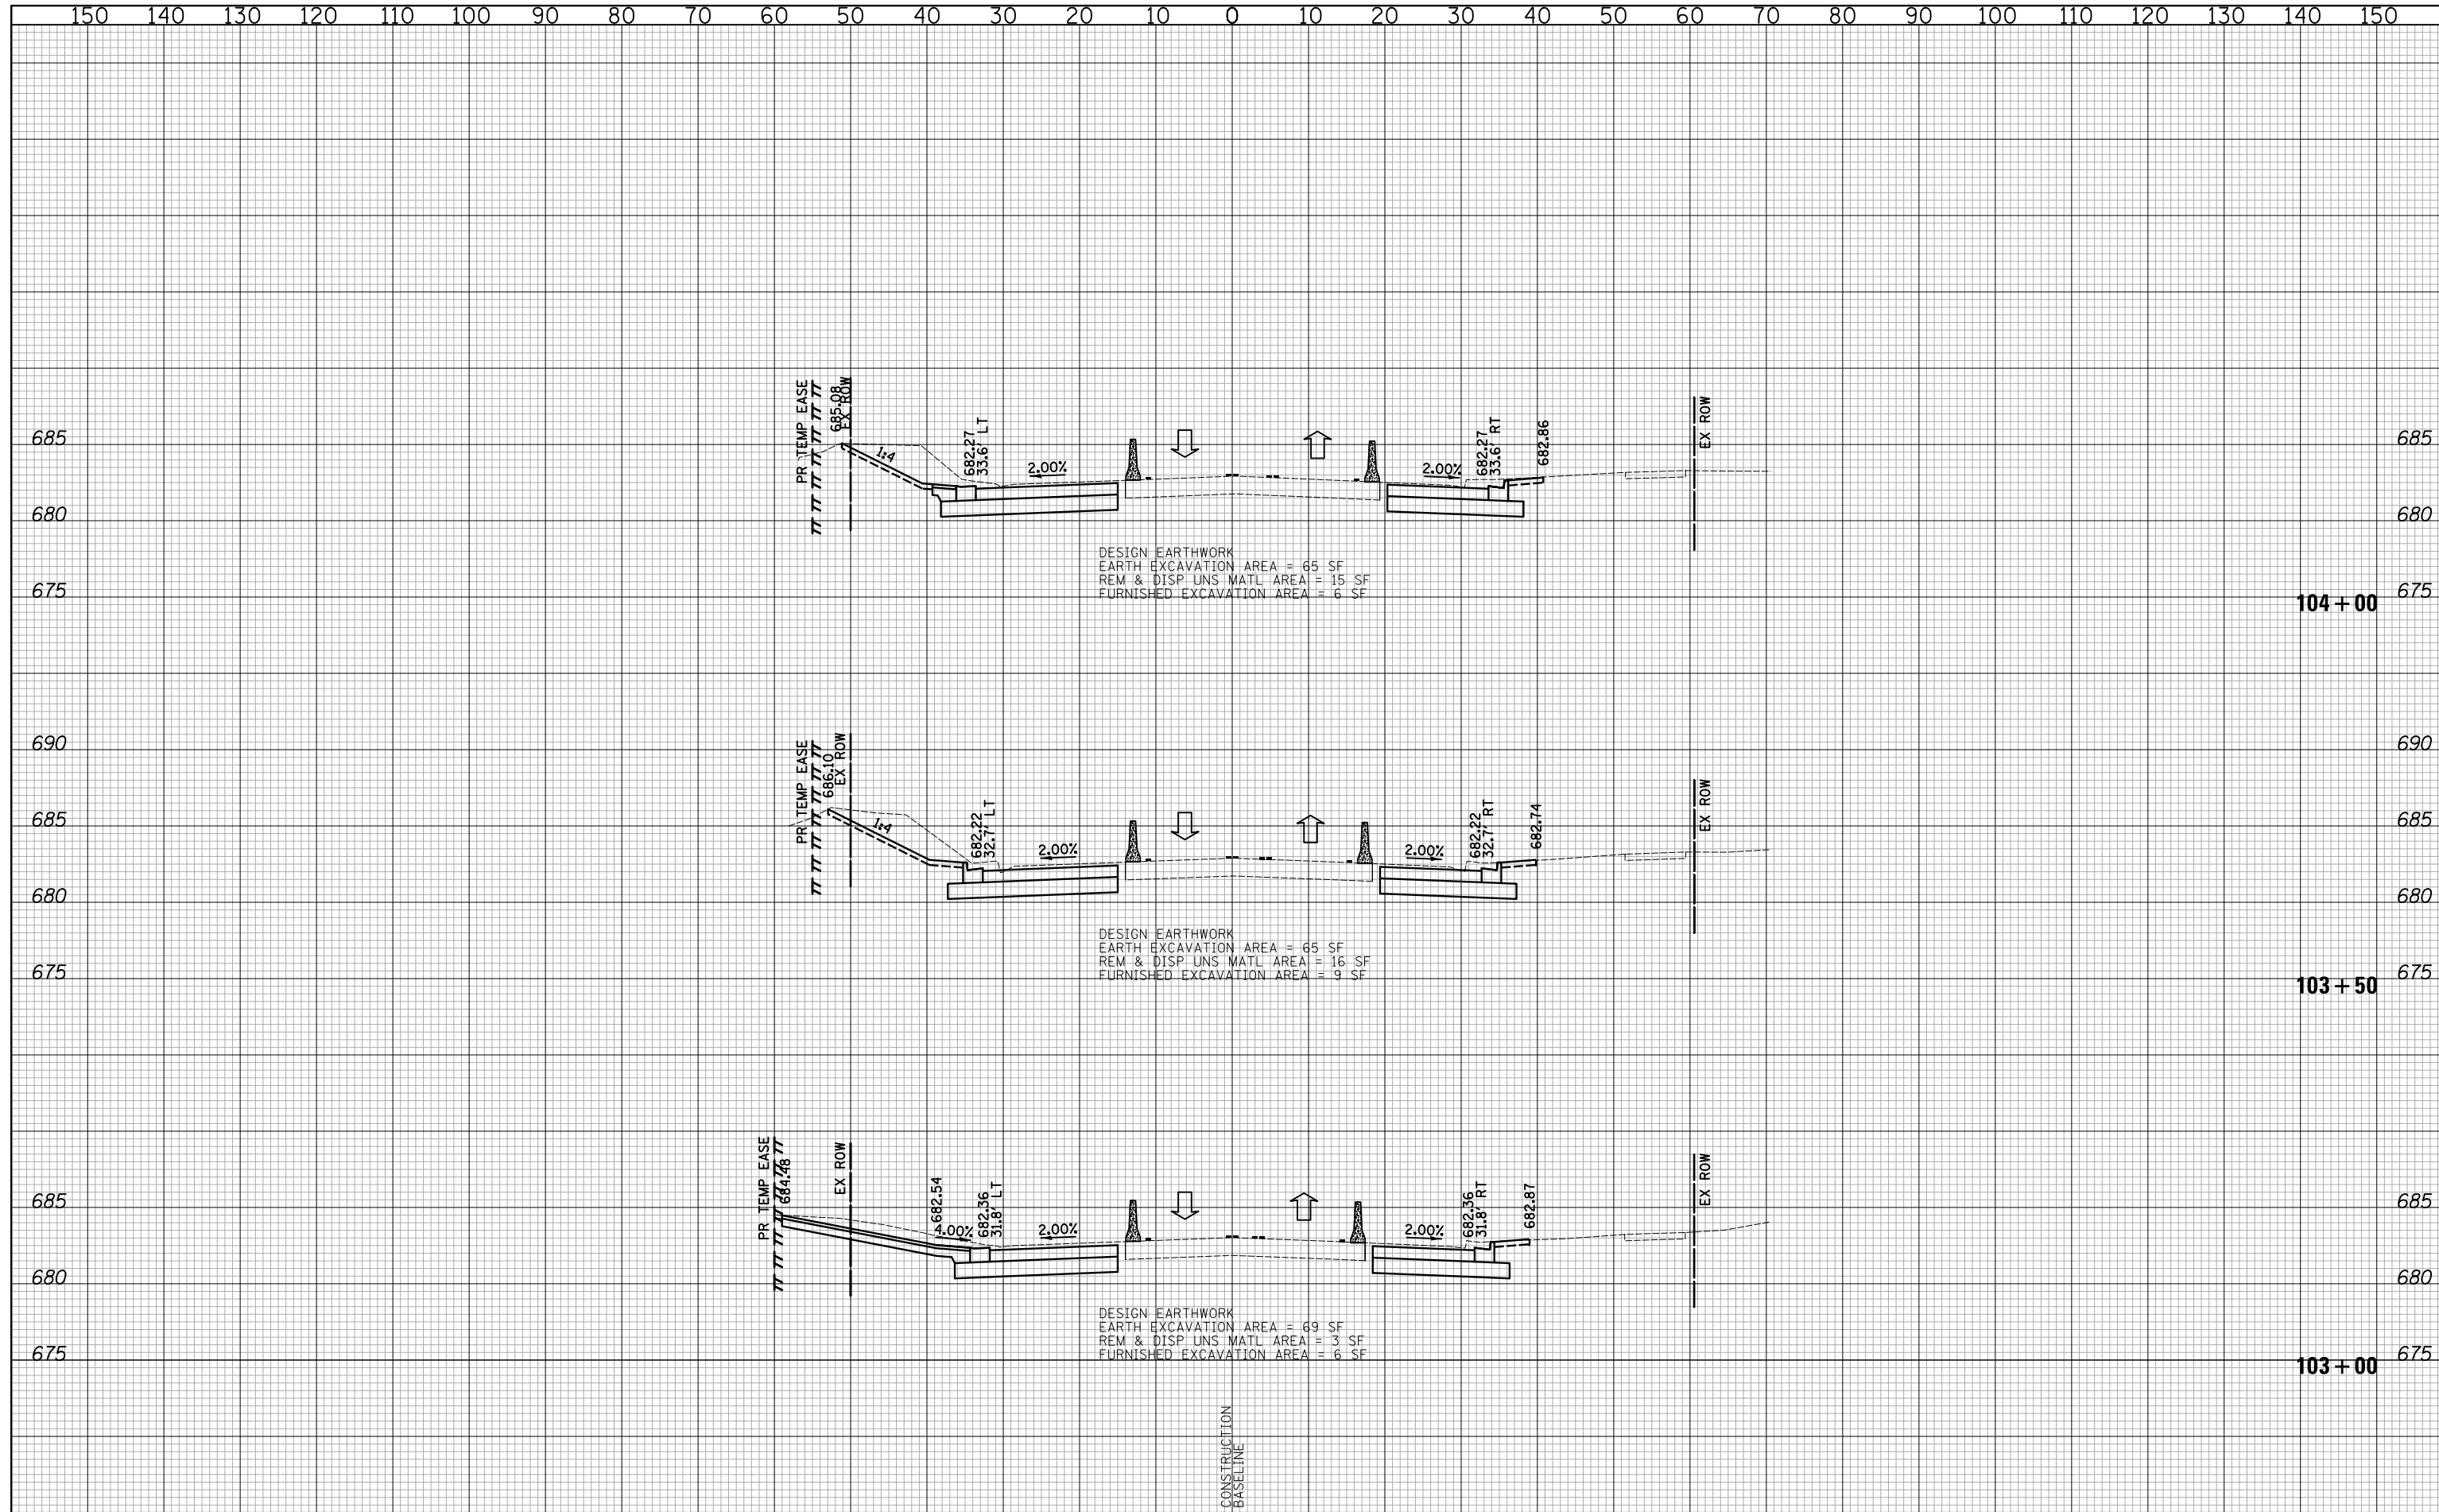 150 140 130 120 110 100 90 80 70 60 50 40 30 20 10 0 10 20 30 40 50 60 70 80 90 100 110 120 130 140 150
PR TEMP EASE
685.08
EX ROW
682.27
33.6' LT
682.27
33.6' RT
682.86
EX ROW
685 685
1:4
2.00% 2.00%
680 680
DESIGN EARTHWORK
EARTH EXCAVATION AREA = 65 SF
REM & DISP UNS MATL AREA = 15 SF
FURNISHED EXCAVATION AREA = 6 SF
675 675
104+00
690 690
PR TEMP EASE
686.10
EX ROW
682.22
32.7' LT
682.22
32.7' RT
682.74
EX ROW
685 685
1:4
2.00% 2.00%
680 680
DESIGN EARTHWORK
EARTH EXCAVATION AREA = 65 SF
REM & DISP UNS MATL AREA = 16 SF
FURNISHED EXCAVATION AREA = 9 SF
675 675
103+50
PR TEMP EASE
684.48
EX ROW
682.54
682.36
31.8' LT
682.36
31.8' RT
682.87
EX ROW
685 685
4.00% 2.00% 2.00%
680 680
DESIGN EARTHWORK
EARTH EXCAVATION AREA = 69 SF
REM & DISP UNS MATL AREA = 3 SF
FURNISHED EXCAVATION AREA = 6 SF
675 675
103+00
CONSTRUCTION
BASELINE